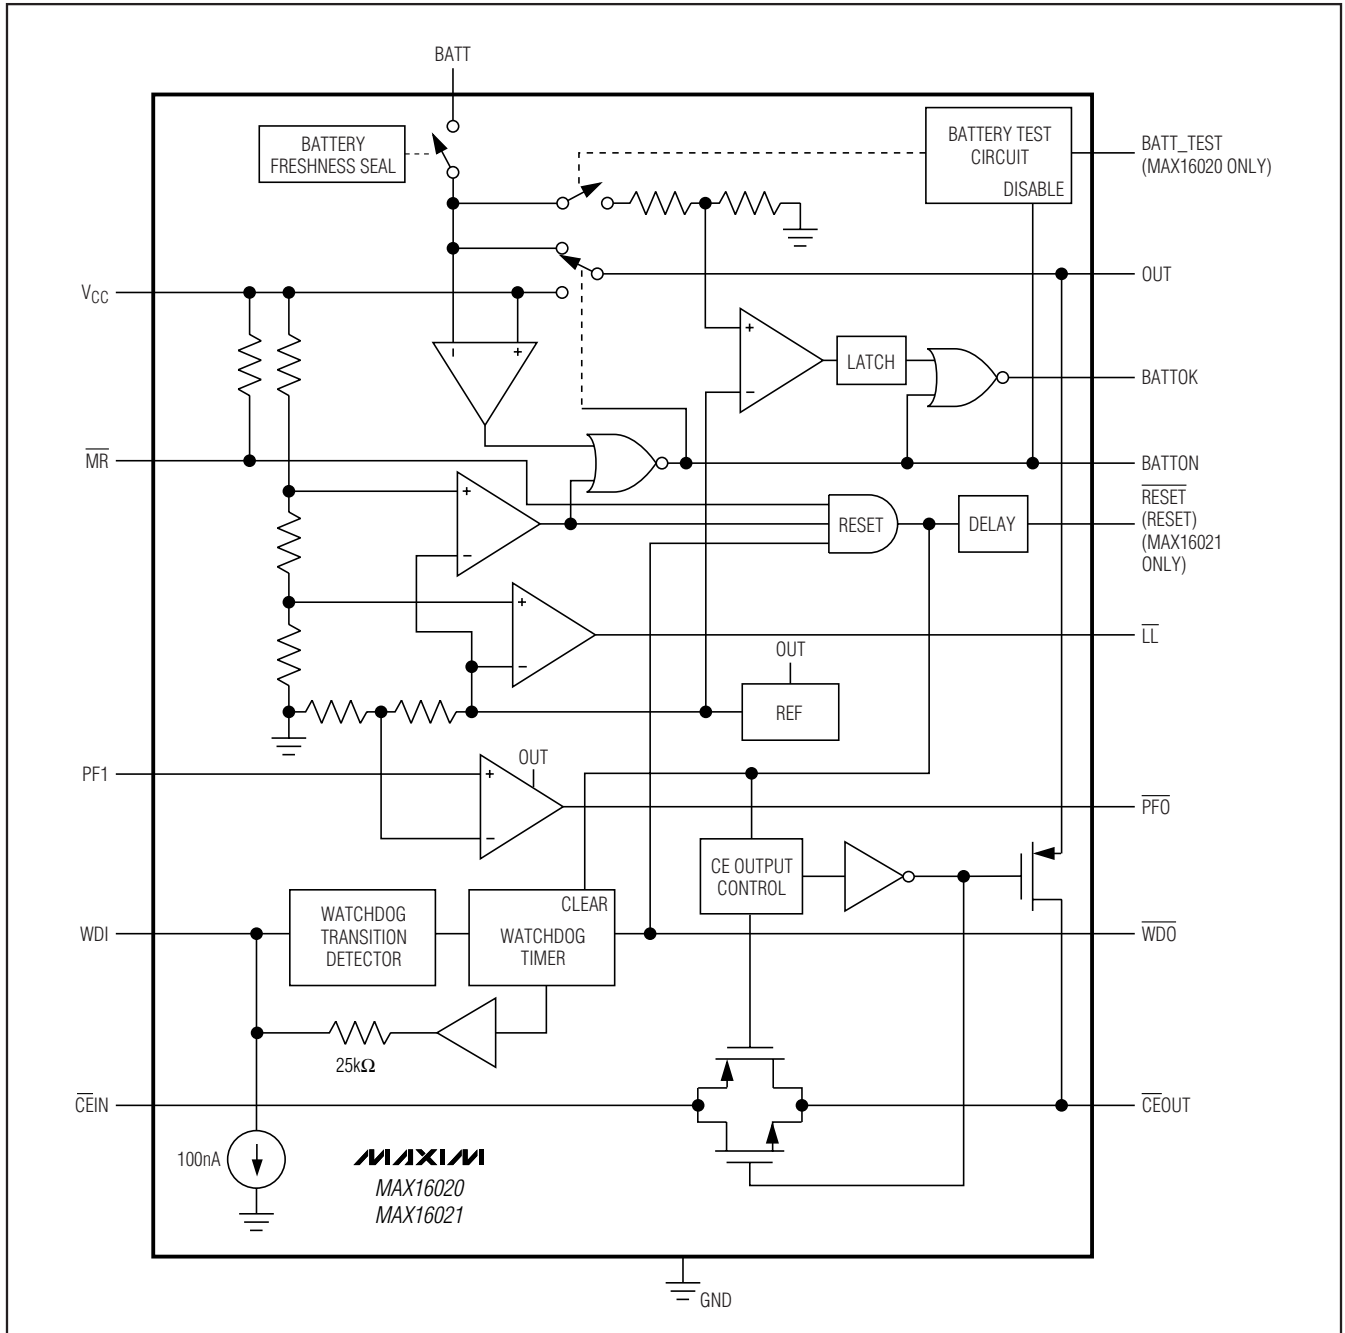 BATT
BATTERY
FRESHNESS SEAL
BATTERY TEST
CIRCUIT
DISABLE
BATT_TEST
(MAX16020 ONLY)
OUT
VCC
+
−
+
−
LATCH
BATTOK
MR
BATTON
+
−
RESET
DELAY
RESET
(RESET)
(MAX16021
ONLY)
+
−
LL
OUT
REF
PF1
+
−
OUT
PFO
CE OUTPUT
CONTROL
WDI
WATCHDOG
TRANSITION
DETECTOR
CLEAR
WATCHDOG
TIMER
WDO
25kΩ
CEIN
CEOUT
100nA
MAXIM
MAX16020
MAX16021
GND